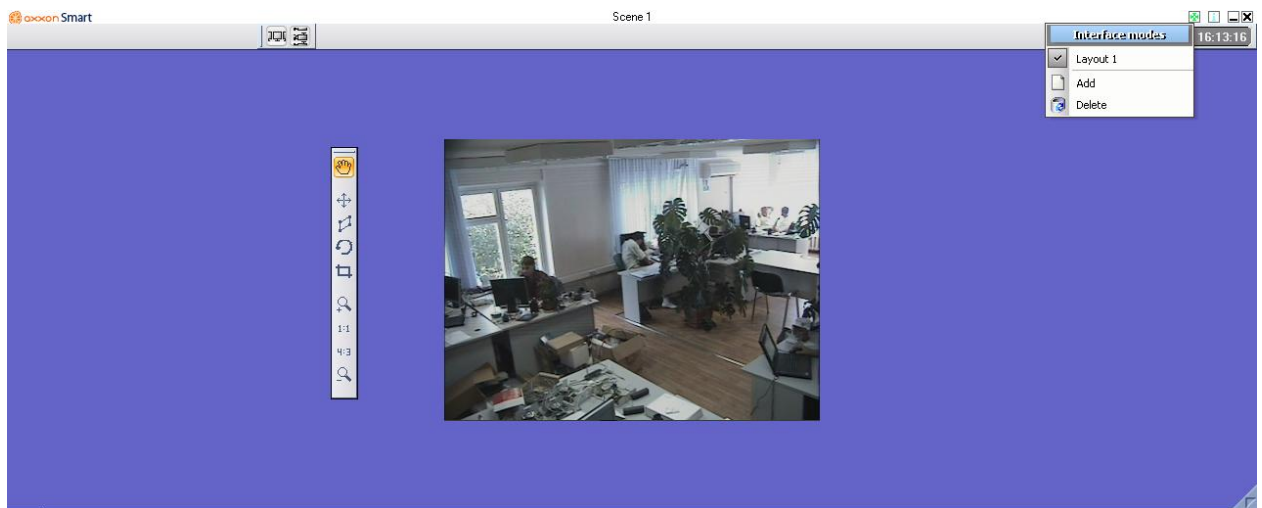 axxon Smart
Scene 1
Interface modes
16:13:16
Layout 1
Add
Delete
1:1
4:3